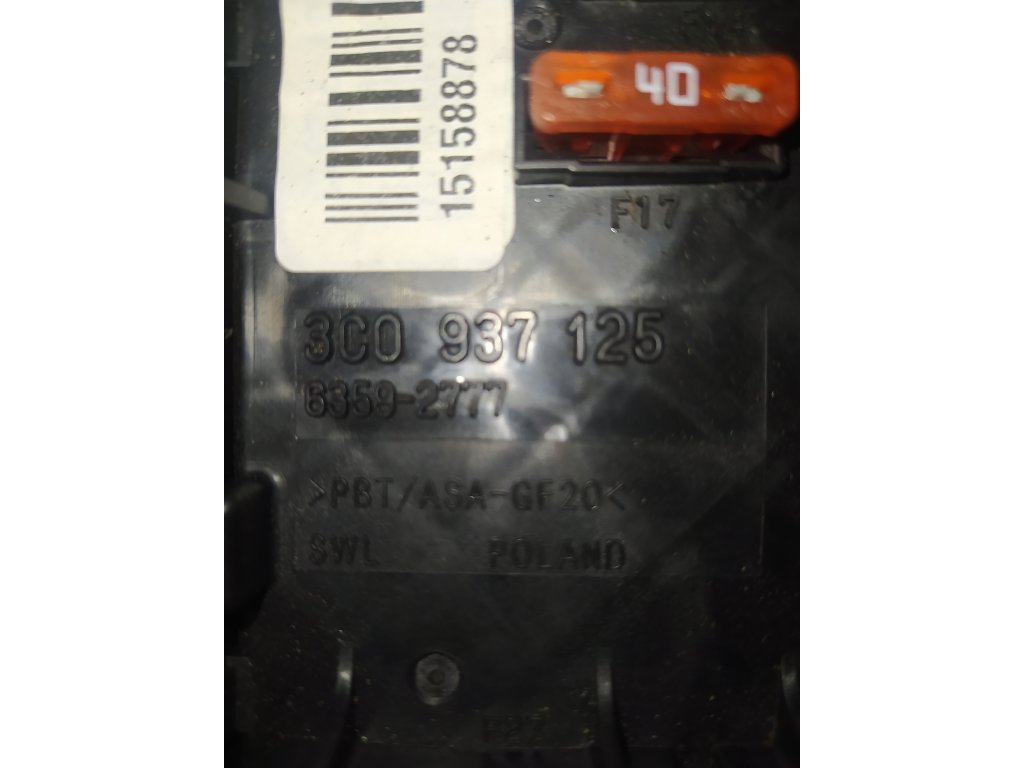 15158878
40
F17
3C0 937 125
6359-2777
>PBT/ASA-GF20<
SWL POLAND